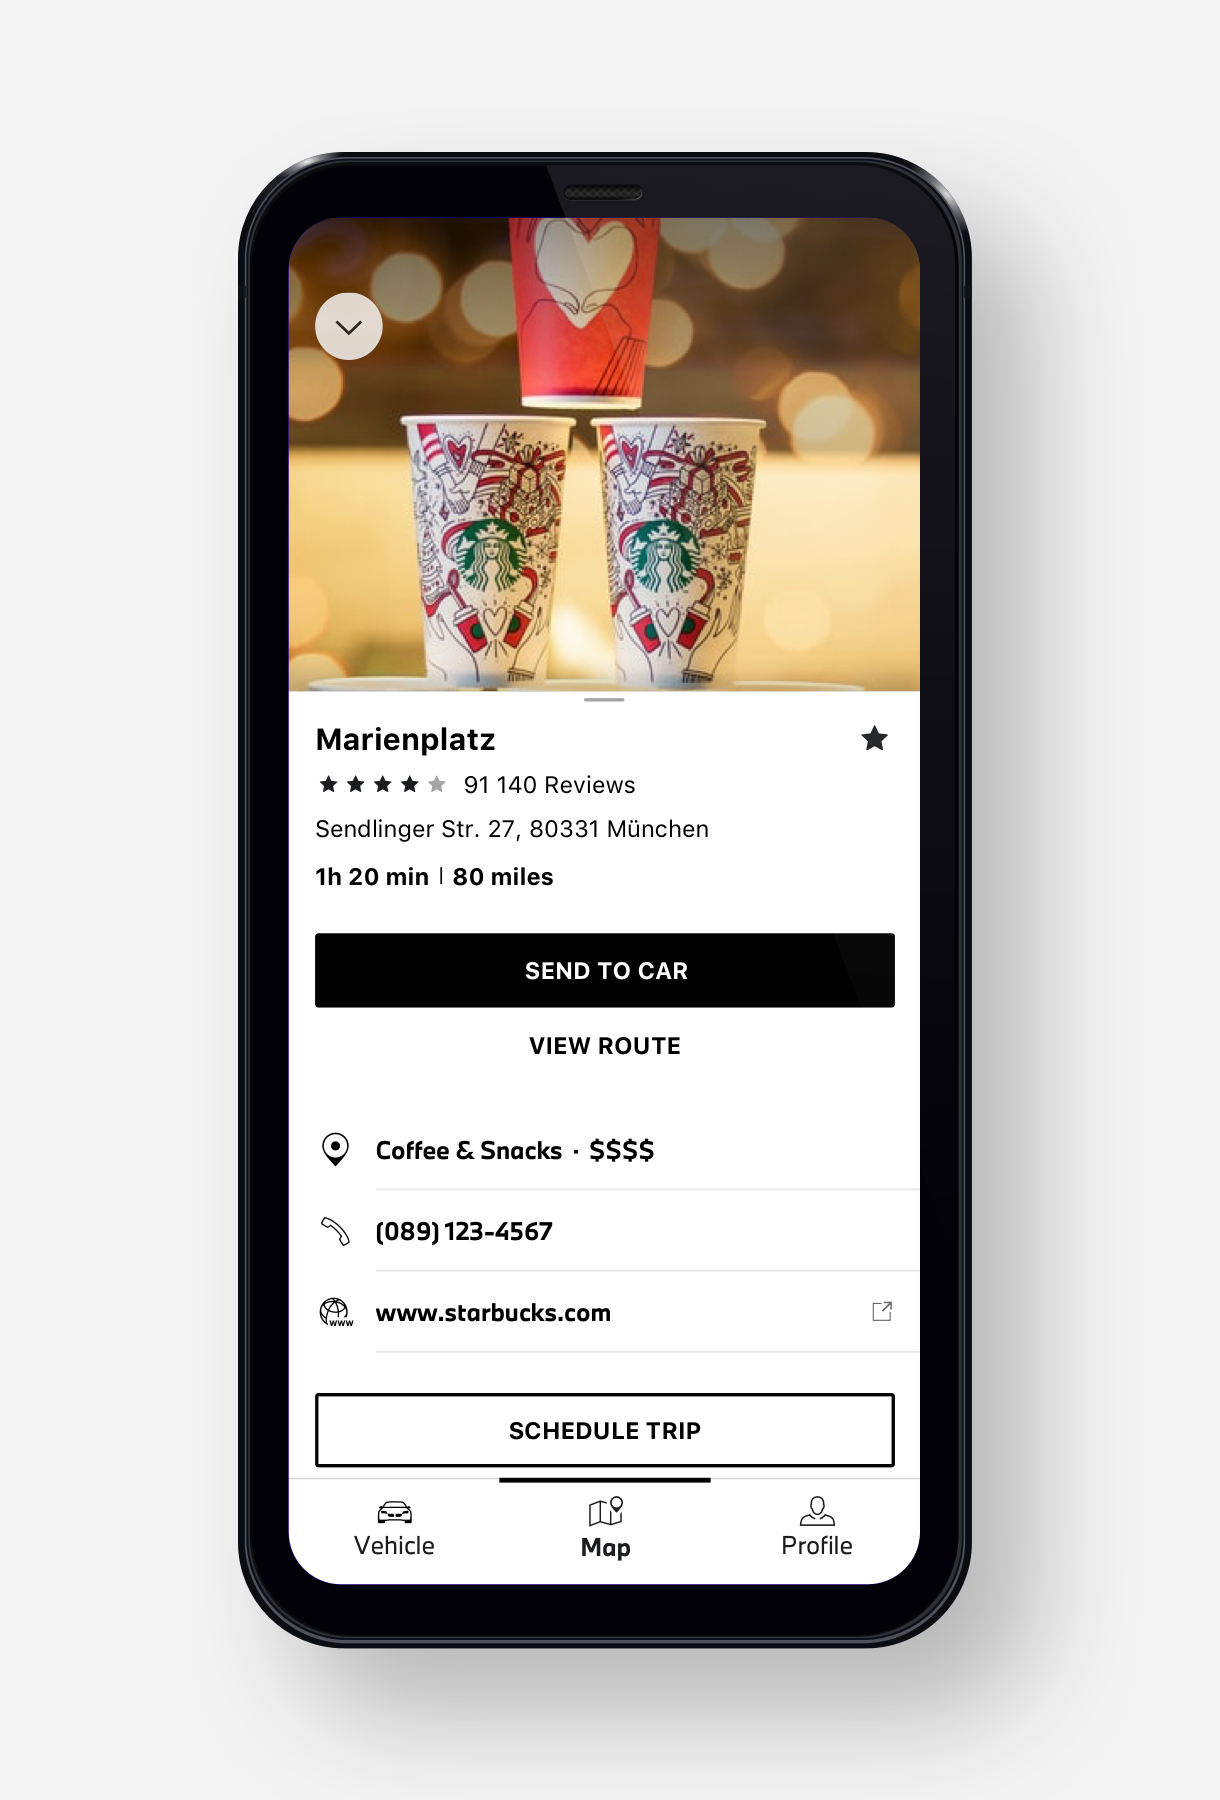 Marienplatz
91 140 Reviews
Sendlinger Str. 27, 80331 München
1h 20 min | 80 miles
SEND TO CAR
VIEW ROUTE
Coffee & Snacks · $$$$
(089) 123-4567
www
www.starbucks.com
SCHEDULE TRIP
Vehicle
Map
Profile